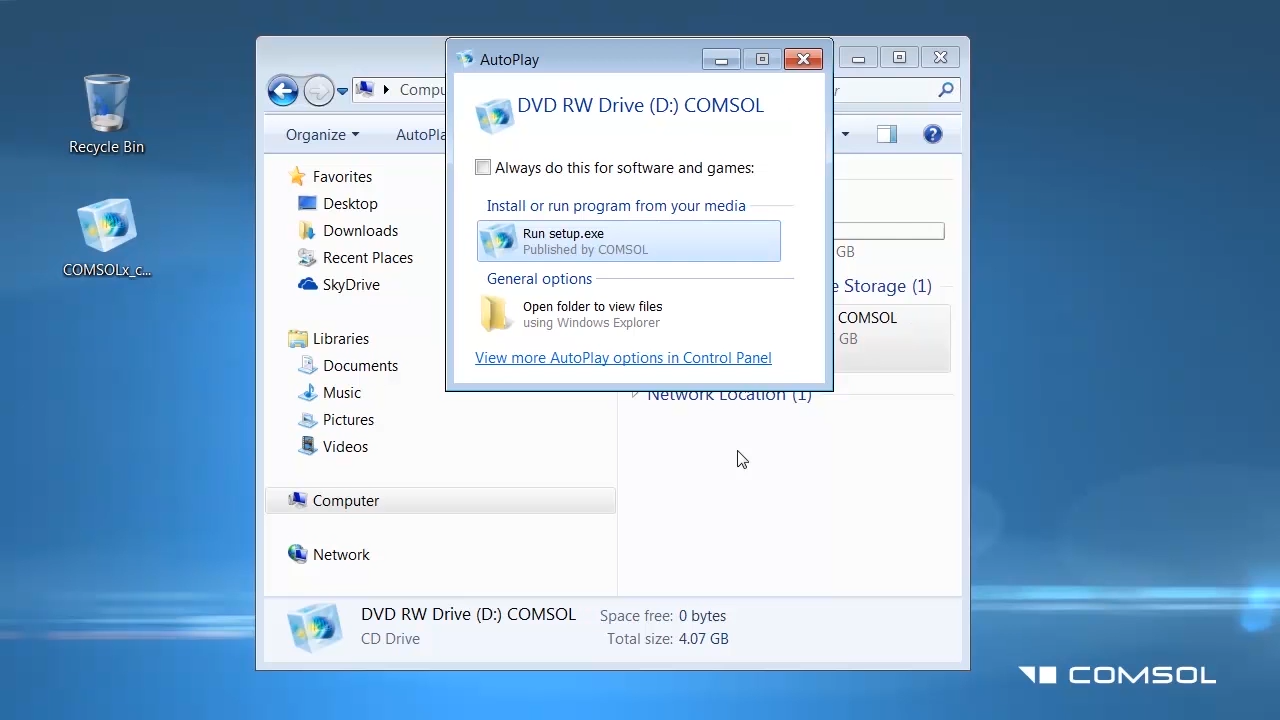 Recycle Bin
COMSOLx_c...
AutoPlay
DVD RW Drive (D:) COMSOL
Always do this for software and games:
Install or run program from your media
Run setup.exe
Published by COMSOL
General options
Open folder to view files
using Windows Explorer
View more AutoPlay options in Control Panel
Compu
r
Organize
AutoPla
Favorites
Desktop
Downloads
Recent Places
SkyDrive
Libraries
Documents
Music
Pictures
Videos
Computer
Network
GB
e Storage (1)
COMSOL
GB
Network Location (1)
DVD RW Drive (D:) COMSOL
CD Drive
Space free: 0 bytes
Total size: 4.07 GB
COMSOL